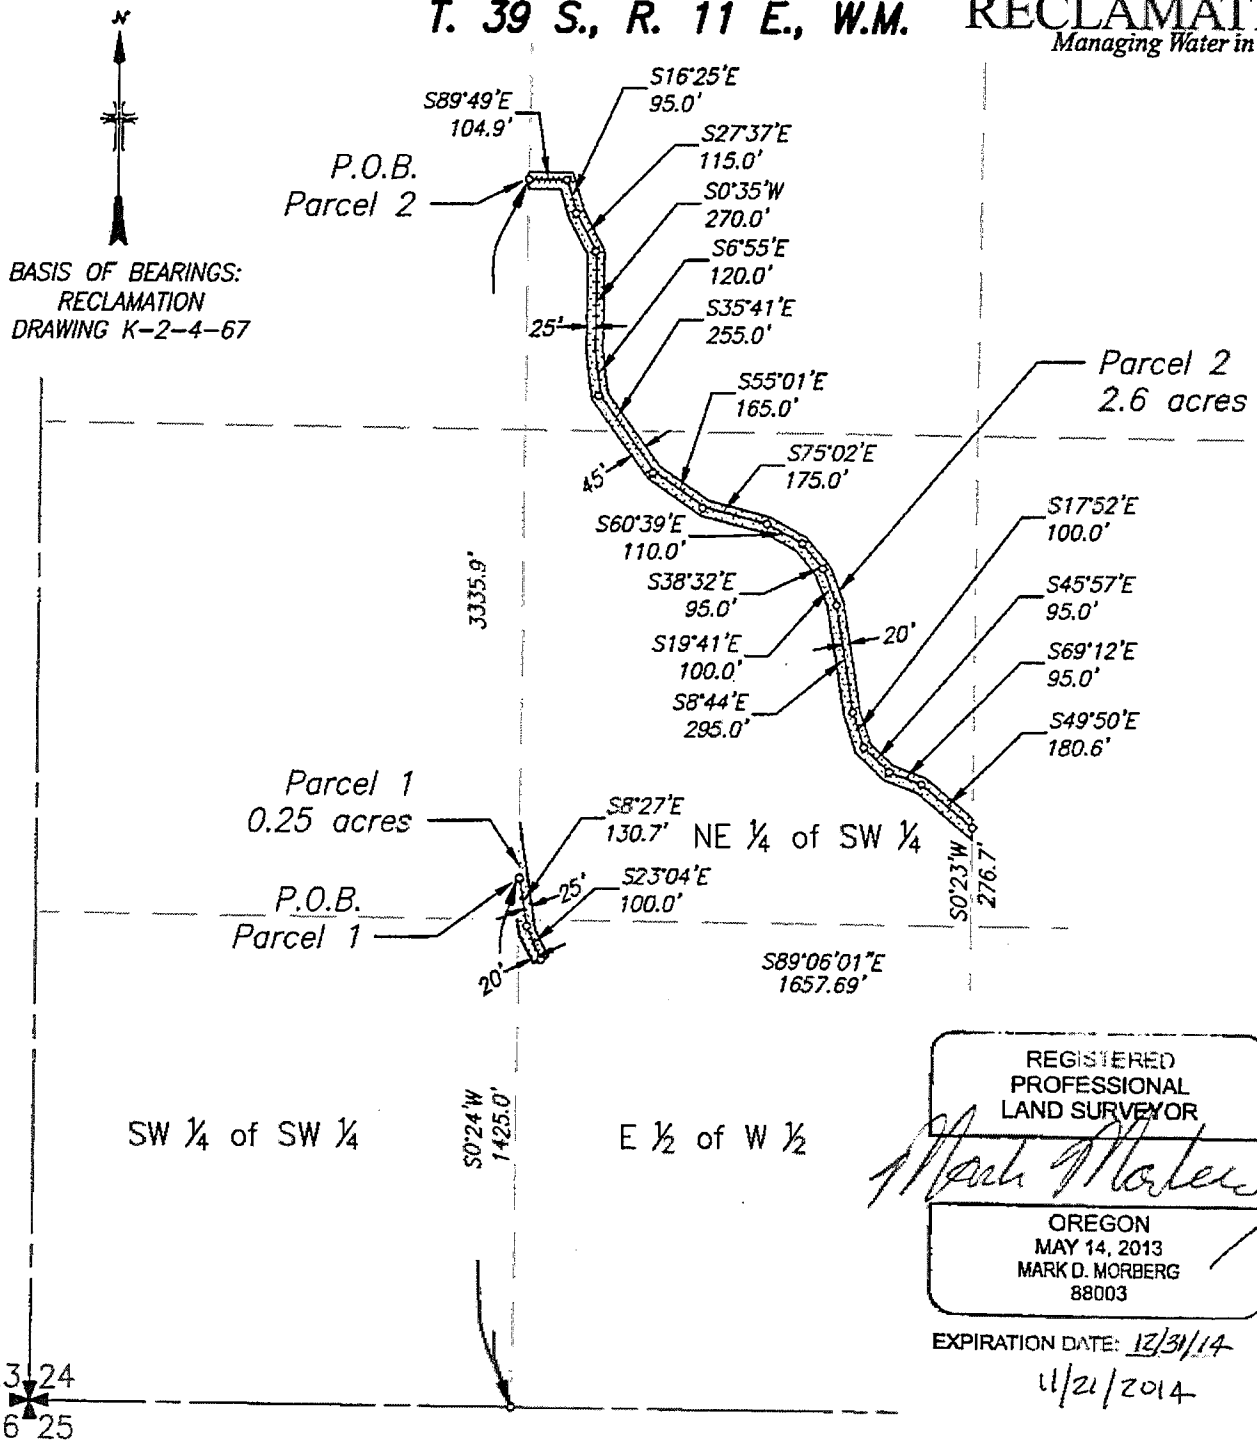 T. 39 S., R. 11 E., W.M.
Managing Water in
N
BASIS OF BEARINGS:
RECLAMATION
DRAWING K-2-4-67
P.O.B.
Parcel 2
S89°49'E
104.9'
S16°25'E
95.0'
S27°37'E
115.0'
S0°35'W
270.0'
S6°55'E
120.0'
25'
S35°41'E
255.0'
S55°01'E
165.0'
45'
S75°02'E
175.0'
Parcel 2
2.6 acres
S60°39'E
110.0'
S38°32'E
95.0'
S19°41'E
100.0'
20'
S8°44'E
295.0'
S17°52'E
100.0'
S45°57'E
95.0'
S69°12'E
95.0'
S49°50'E
180.6'
3335.9'
Parcel 1
0.25 acres
S8°27'E
130.7'
NE ¼ of SW ¼
P.O.B.
Parcel 1
25'
S23°04'E
100.0'
20'
S0°23'W
276.7'
S89°06'01"E
1657.69'
S0°24'W
1425.0'
SW ¼ of SW ¼
E ½ of W ½
REGISTERED
PROFESSIONAL
LAND SURVEYOR
OREGON
MAY 14, 2013
MARK D. MORBERG
88003
EXPIRATION DATE: 12/31/14
11/21/2014
3 24
6 25